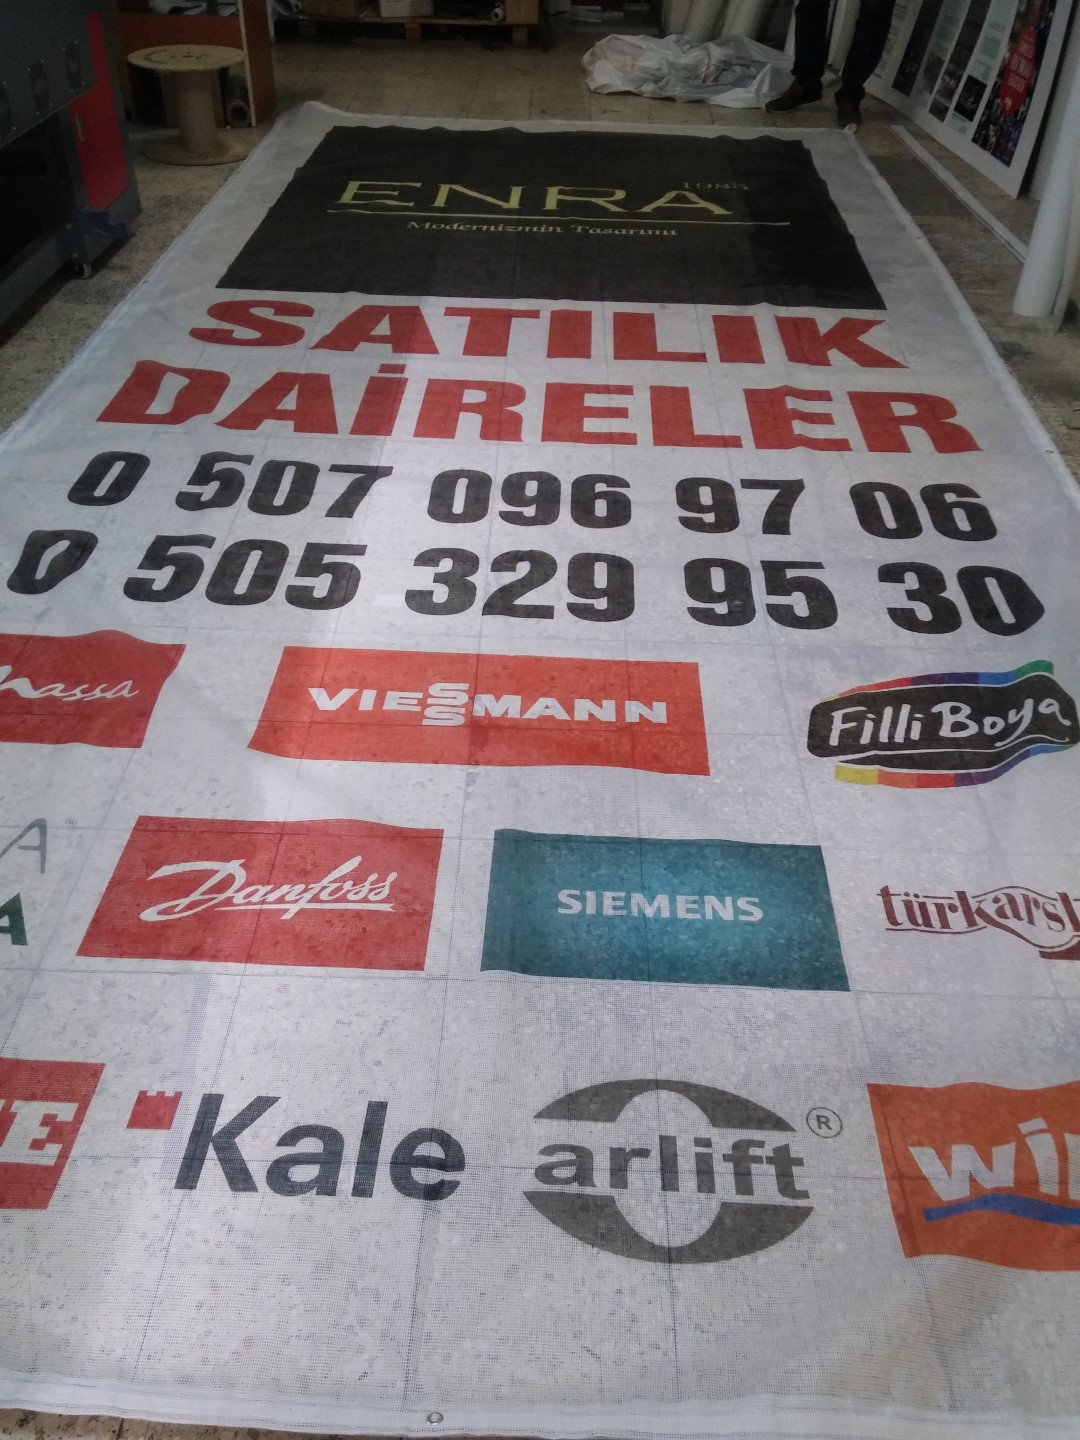 ENRA 1985
Modernizmin Tasarımı
SATILIK
DAİRELER
0 507 096 97 06
0 505 329 95 30
VIESSMANN
Filli Boya
Danfoss
SIEMENS
Kale
arlift ®